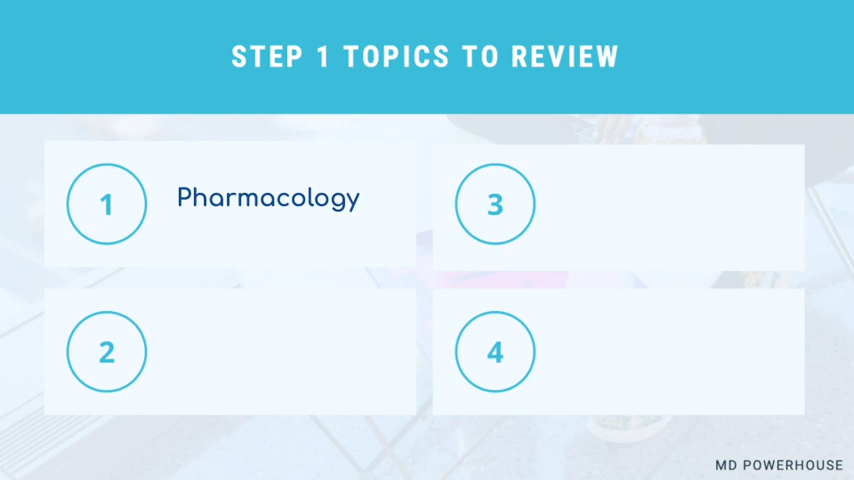 STEP 1 TOPICS TO REVIEW
1 Pharmacology
2
3
4
MD POWERHOUSE